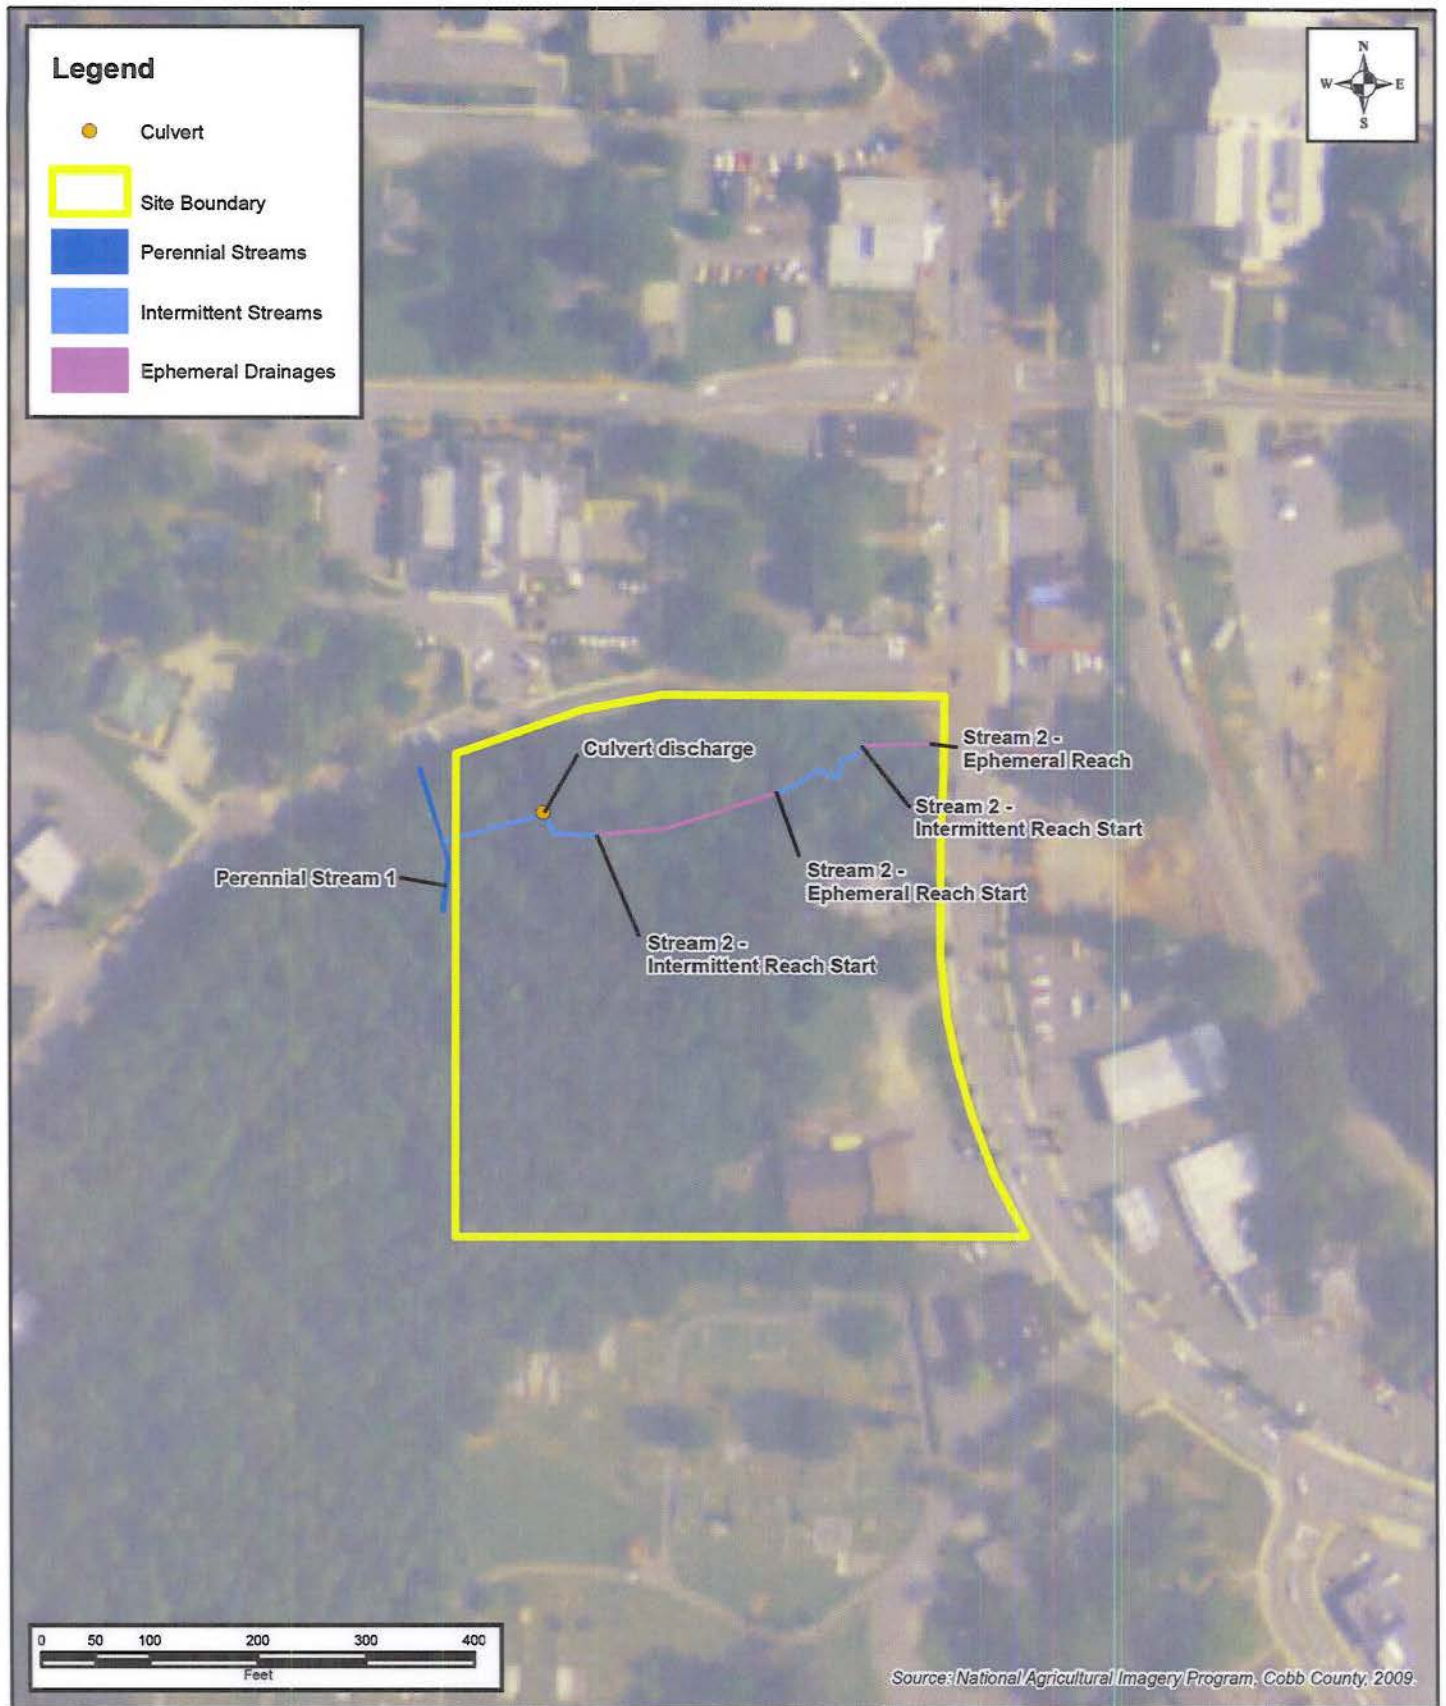 Legend
Culvert
Site Boundary
Perennial Streams
Intermittent Streams
Ephemeral Drainages
N
W E
S
Culvert discharge
Stream 2 -
Ephemeral Reach
Stream 2 -
Intermittent Reach Start
Stream 2 -
Ephemeral Reach Start
Perennial Stream 1
Stream 2 -
Intermittent Reach Start
0 50 100 200 300 400
Feet
Source: National Agricultural Imagery Program, Cobb County, 2009.